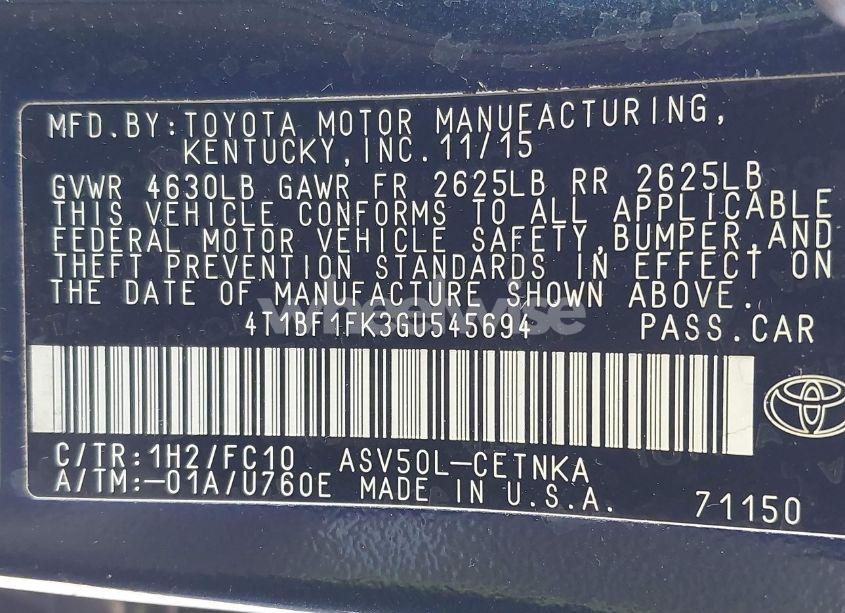 MFD.BY:TOYOTA MOTOR MANUFACTURING,
KENTUCKY,INC.11/15
GVWR 4630LB GAWR FR 2625LB RR 2625LB
THIS VEHICLE CONFORMS TO ALL APPLICABLE
FEDERAL MOTOR VEHICLE SAFETY,BUMPER,AND
THEFT PREVENTION STANDARDS IN EFFECT ON
THE DATE OF MANUFACTURE SHOWN ABOVE.
4T1BF1FK3GU545694 PASS.CAR
C/TR:1H2/FC10 ASV50L-CETNKA
A/TM:-01A/U760E MADE IN U.S.A. 71150